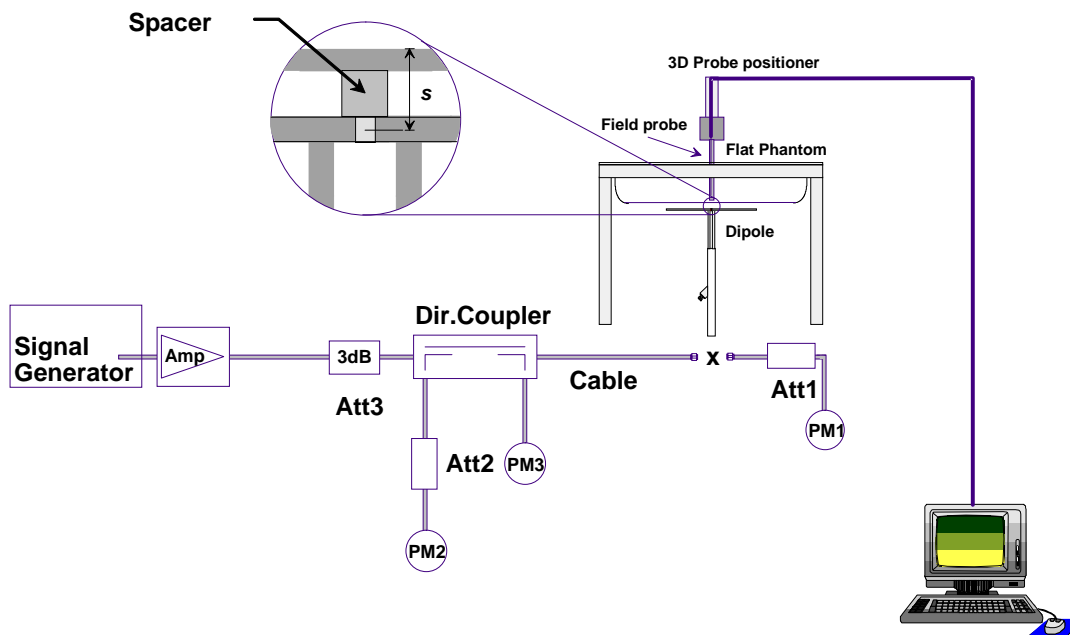 Spacer
s
3D Probe positioner
Field probe
Flat Phantom
Dipole
Signal
Generator
Amp
3dB
Att3
Dir.Coupler
Cable
x
Att1
PM1
Att2
PM3
PM2